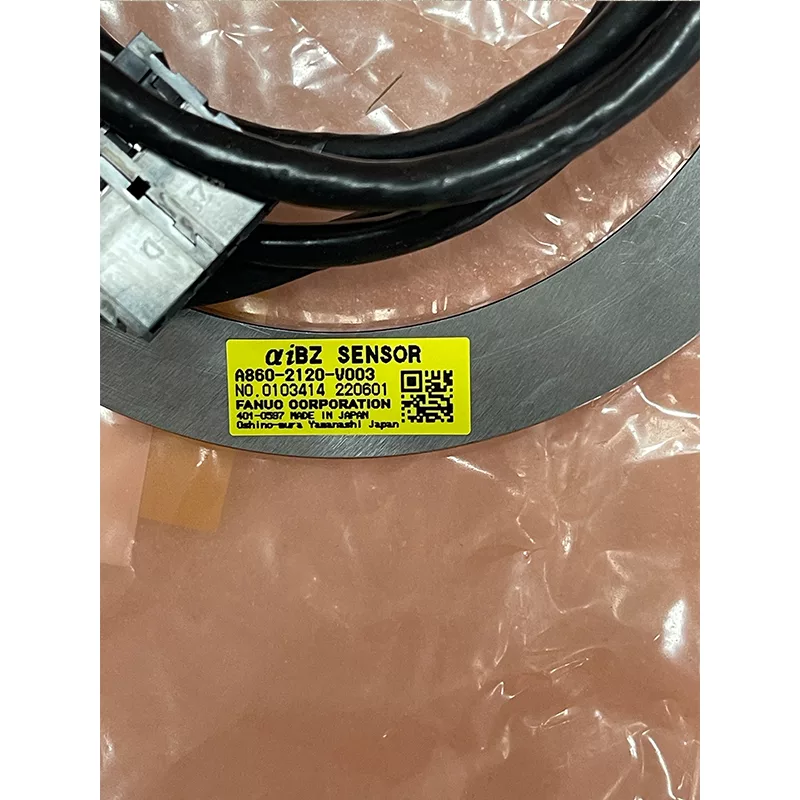 αiBZ SENSOR
A860-2120-V003
NO.0103414 220601
FANUC CORPORATION
401-0597 MADE IN JAPAN
Oshino-mura Yamanashi Japan